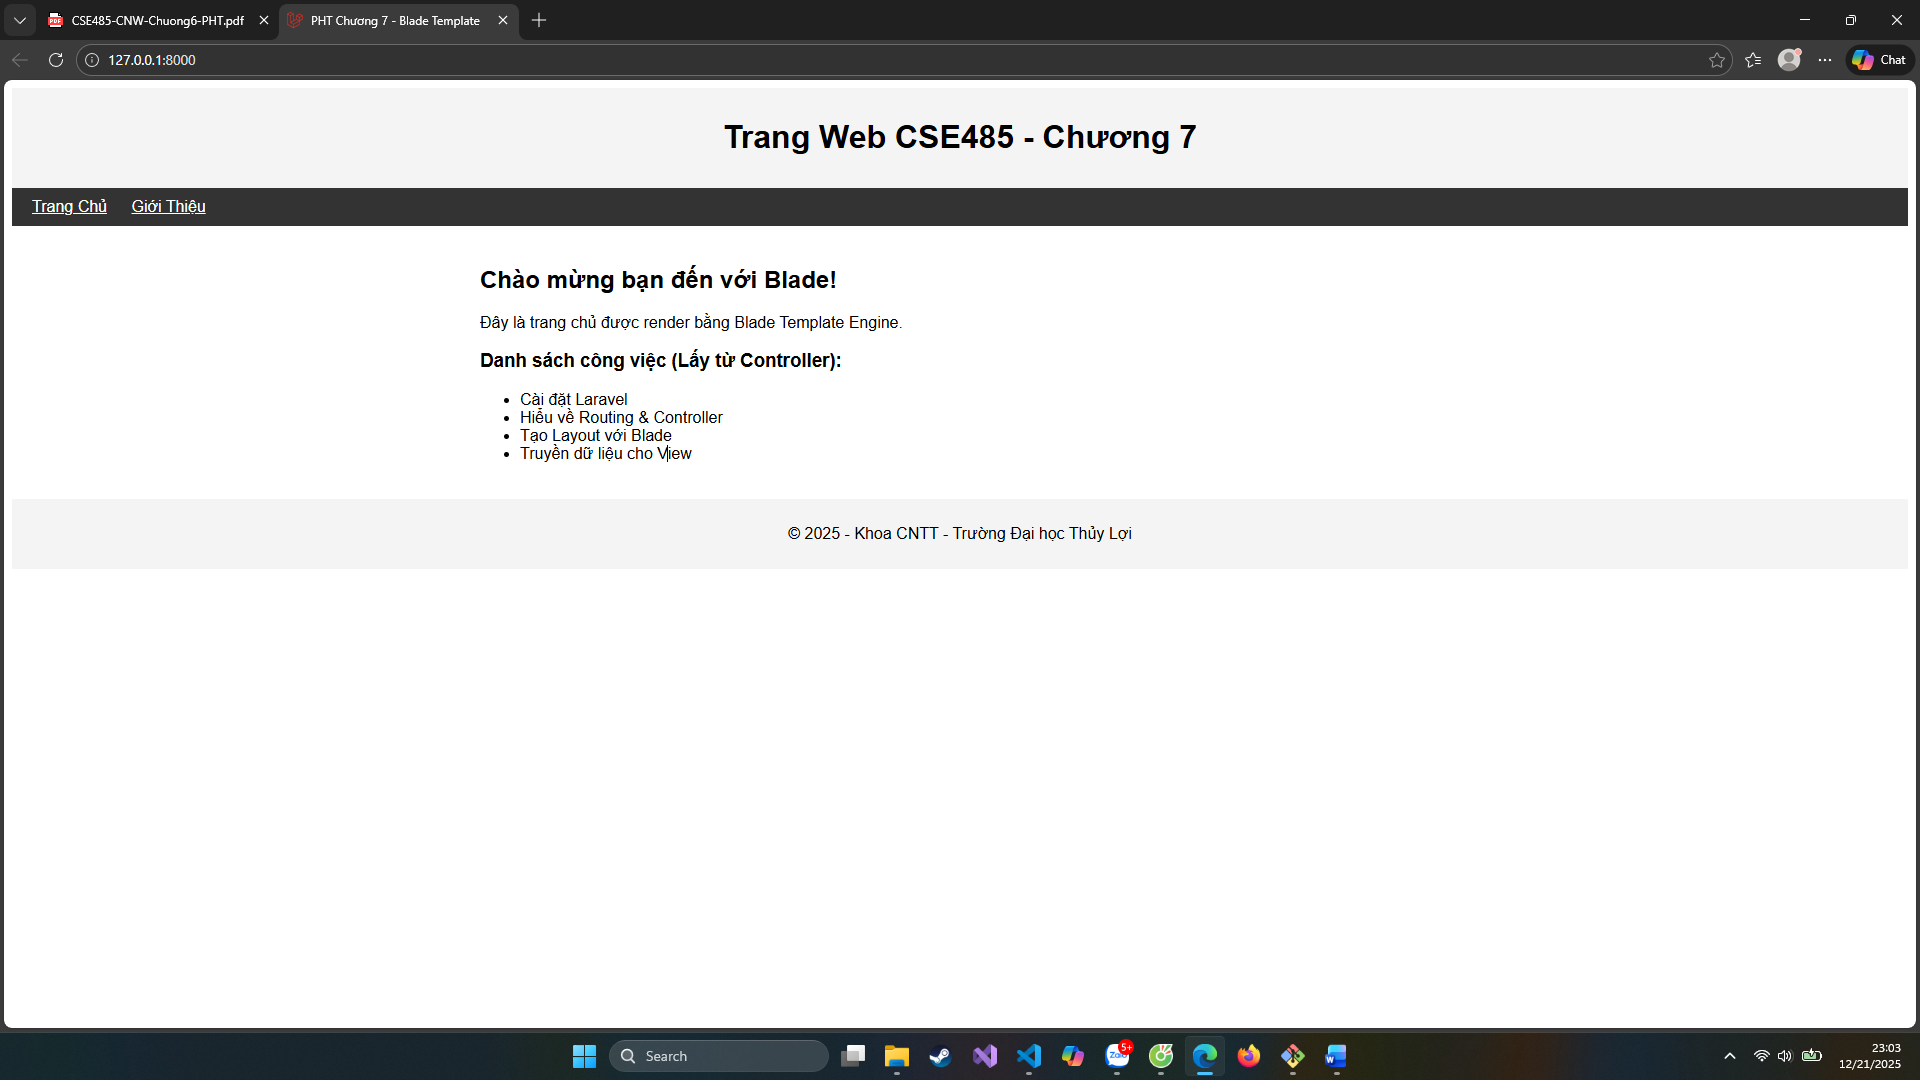 CSE485-CNW-Chuong6-PHT.pdf
PHT Chương 7 - Blade Template
127.0.0.1:8000
Chat
Trang Web CSE485 - Chương 7
Trang Chủ Giới Thiệu
Chào mừng bạn đến với Blade!
Đây là trang chủ được render bằng Blade Template Engine.
Danh sách công việc (Lấy từ Controller):
Cài đặt Laravel
Hiểu về Routing & Controller
Tạo Layout với Blade
Truyền dữ liệu cho View
© 2025 - Khoa CNTT - Trường Đại học Thủy Lợi
Search
Zalo
5+
23:03
12/21/2025